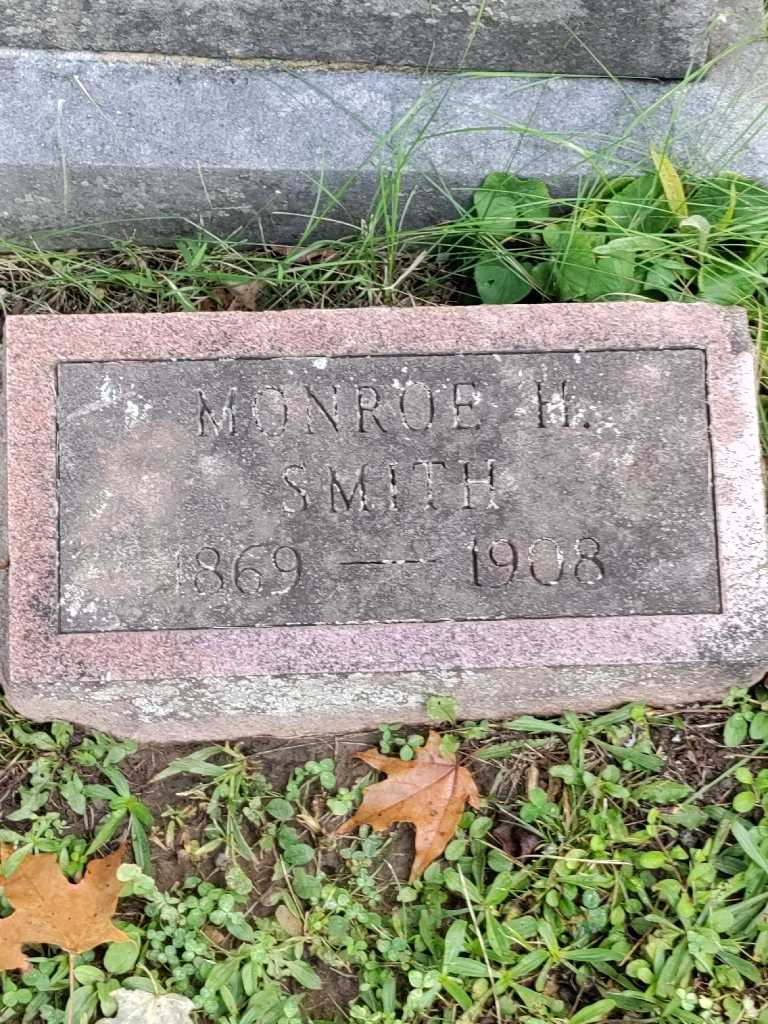 MONROE H.
SMITH
1869 — 1908